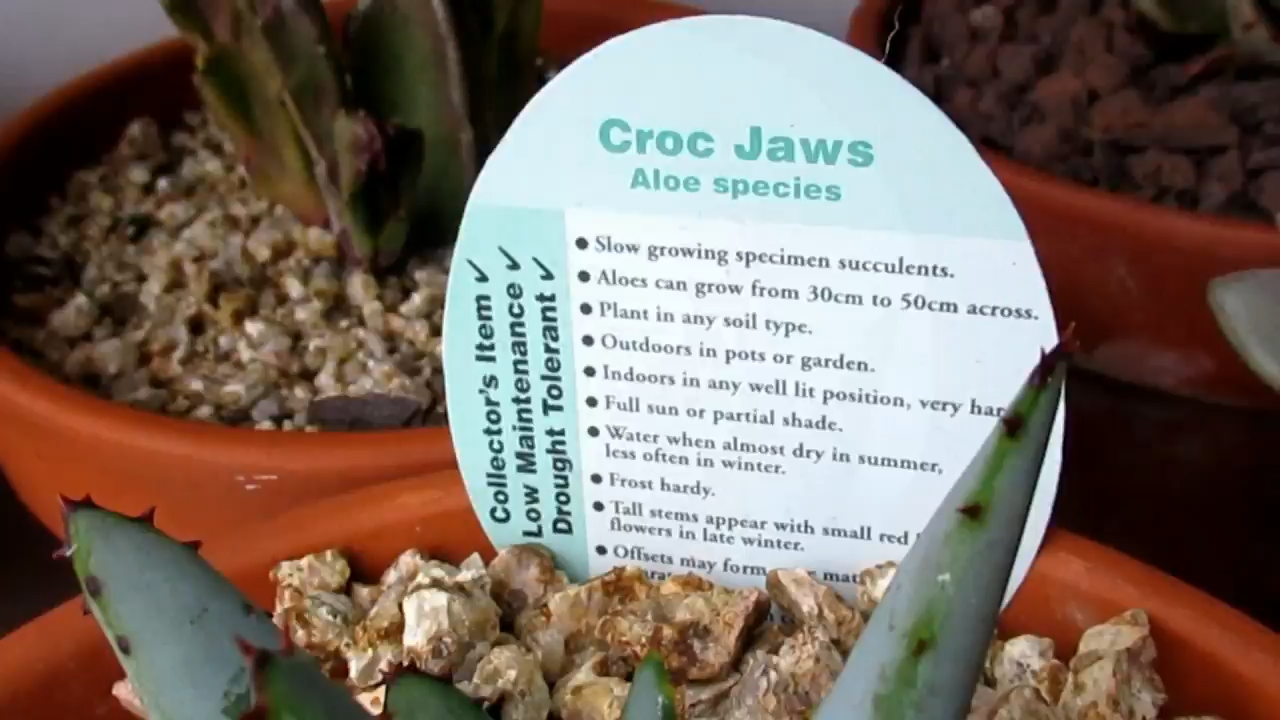 Croc Jaws
Aloe species
Collector's Item ✓
Low Maintenance ✓
Drought Tolerant ✓
● Slow growing specimen succulents.
● Aloes can grow from 30cm to 50cm across.
● Plant in any soil type.
● Outdoors in pots or garden.
● Indoors in any well lit position, very
● Full sun or partial shade.
● Water when almost dry in summer,
less often in winter.
● Frost hardy.
● Tall stems appear with small red
flowers in late winter.
● Offsets may form